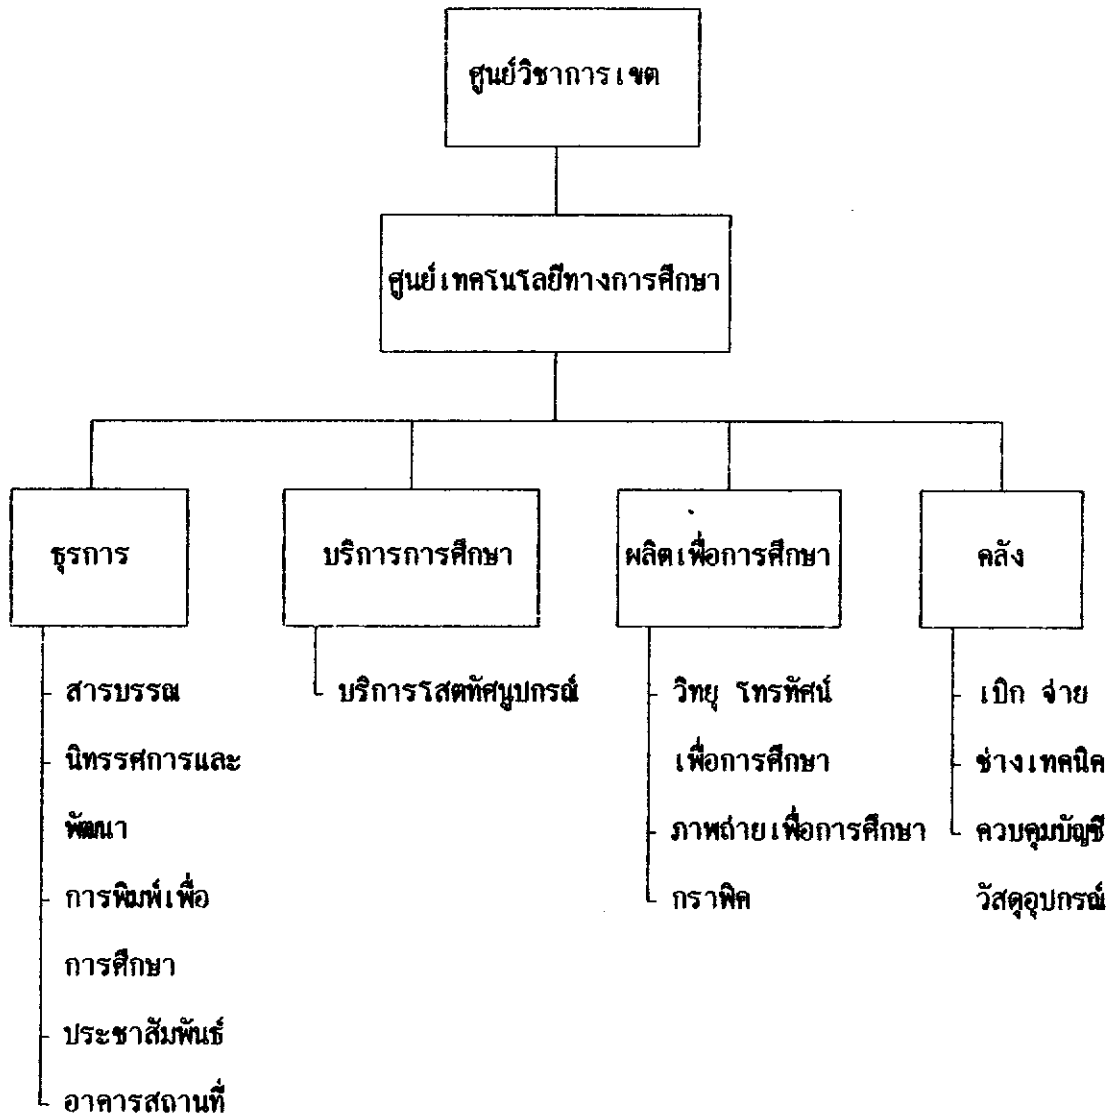 ศูนย์วิชาการเขต
ศูนย์เทคโนโลยีทางการศึกษา
ธุรการ
สารบรรณ
นิทรรศการและ
พัฒนา
การพิมพ์เพื่อ
การศึกษา
ประชาสัมพันธ์
อาคารสถานที่
บริการการศึกษา
บริการโสตทัศนูปกรณ์
ผลิตเพื่อการศึกษา
วิทยุ โทรทัศน์
เพื่อการศึกษา
ภาพถ่ายเพื่อการศึกษา
กราฟิค
คลัง
เบิก จ่าย
ช่างเทคนิค
ควบคุมบัญชี
วัสดุอุปกรณ์